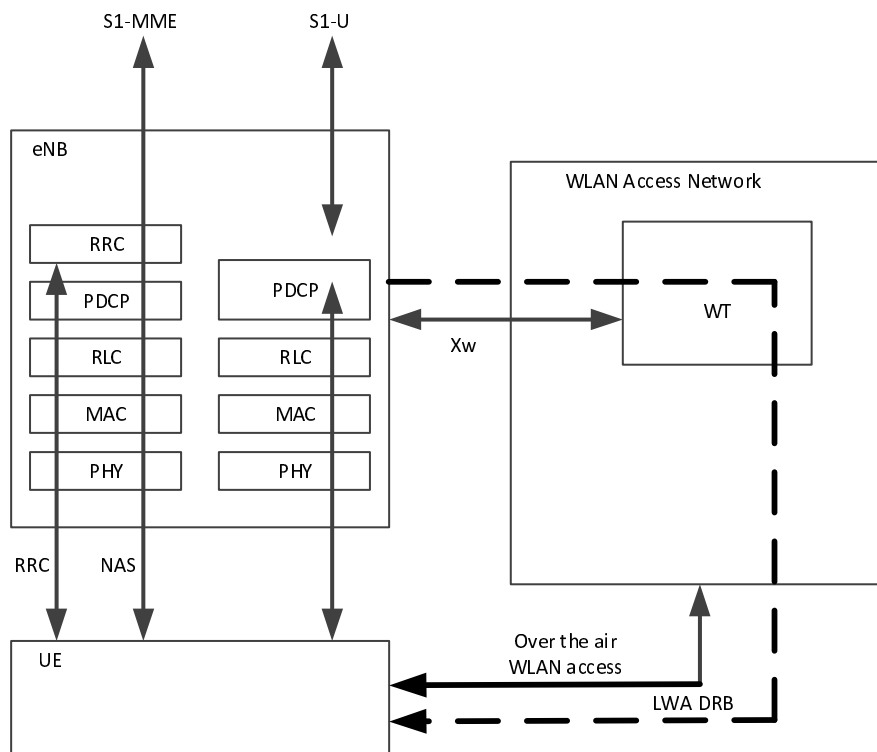 S1-MME
S1-U
eNB
WLAN Access Network
RRC
PDCP
PDCP
WT
Xw
RLC
RLC
MAC
MAC
PHY
PHY
RRC
NAS
UE
Over the air
WLAN access
LWA DRB